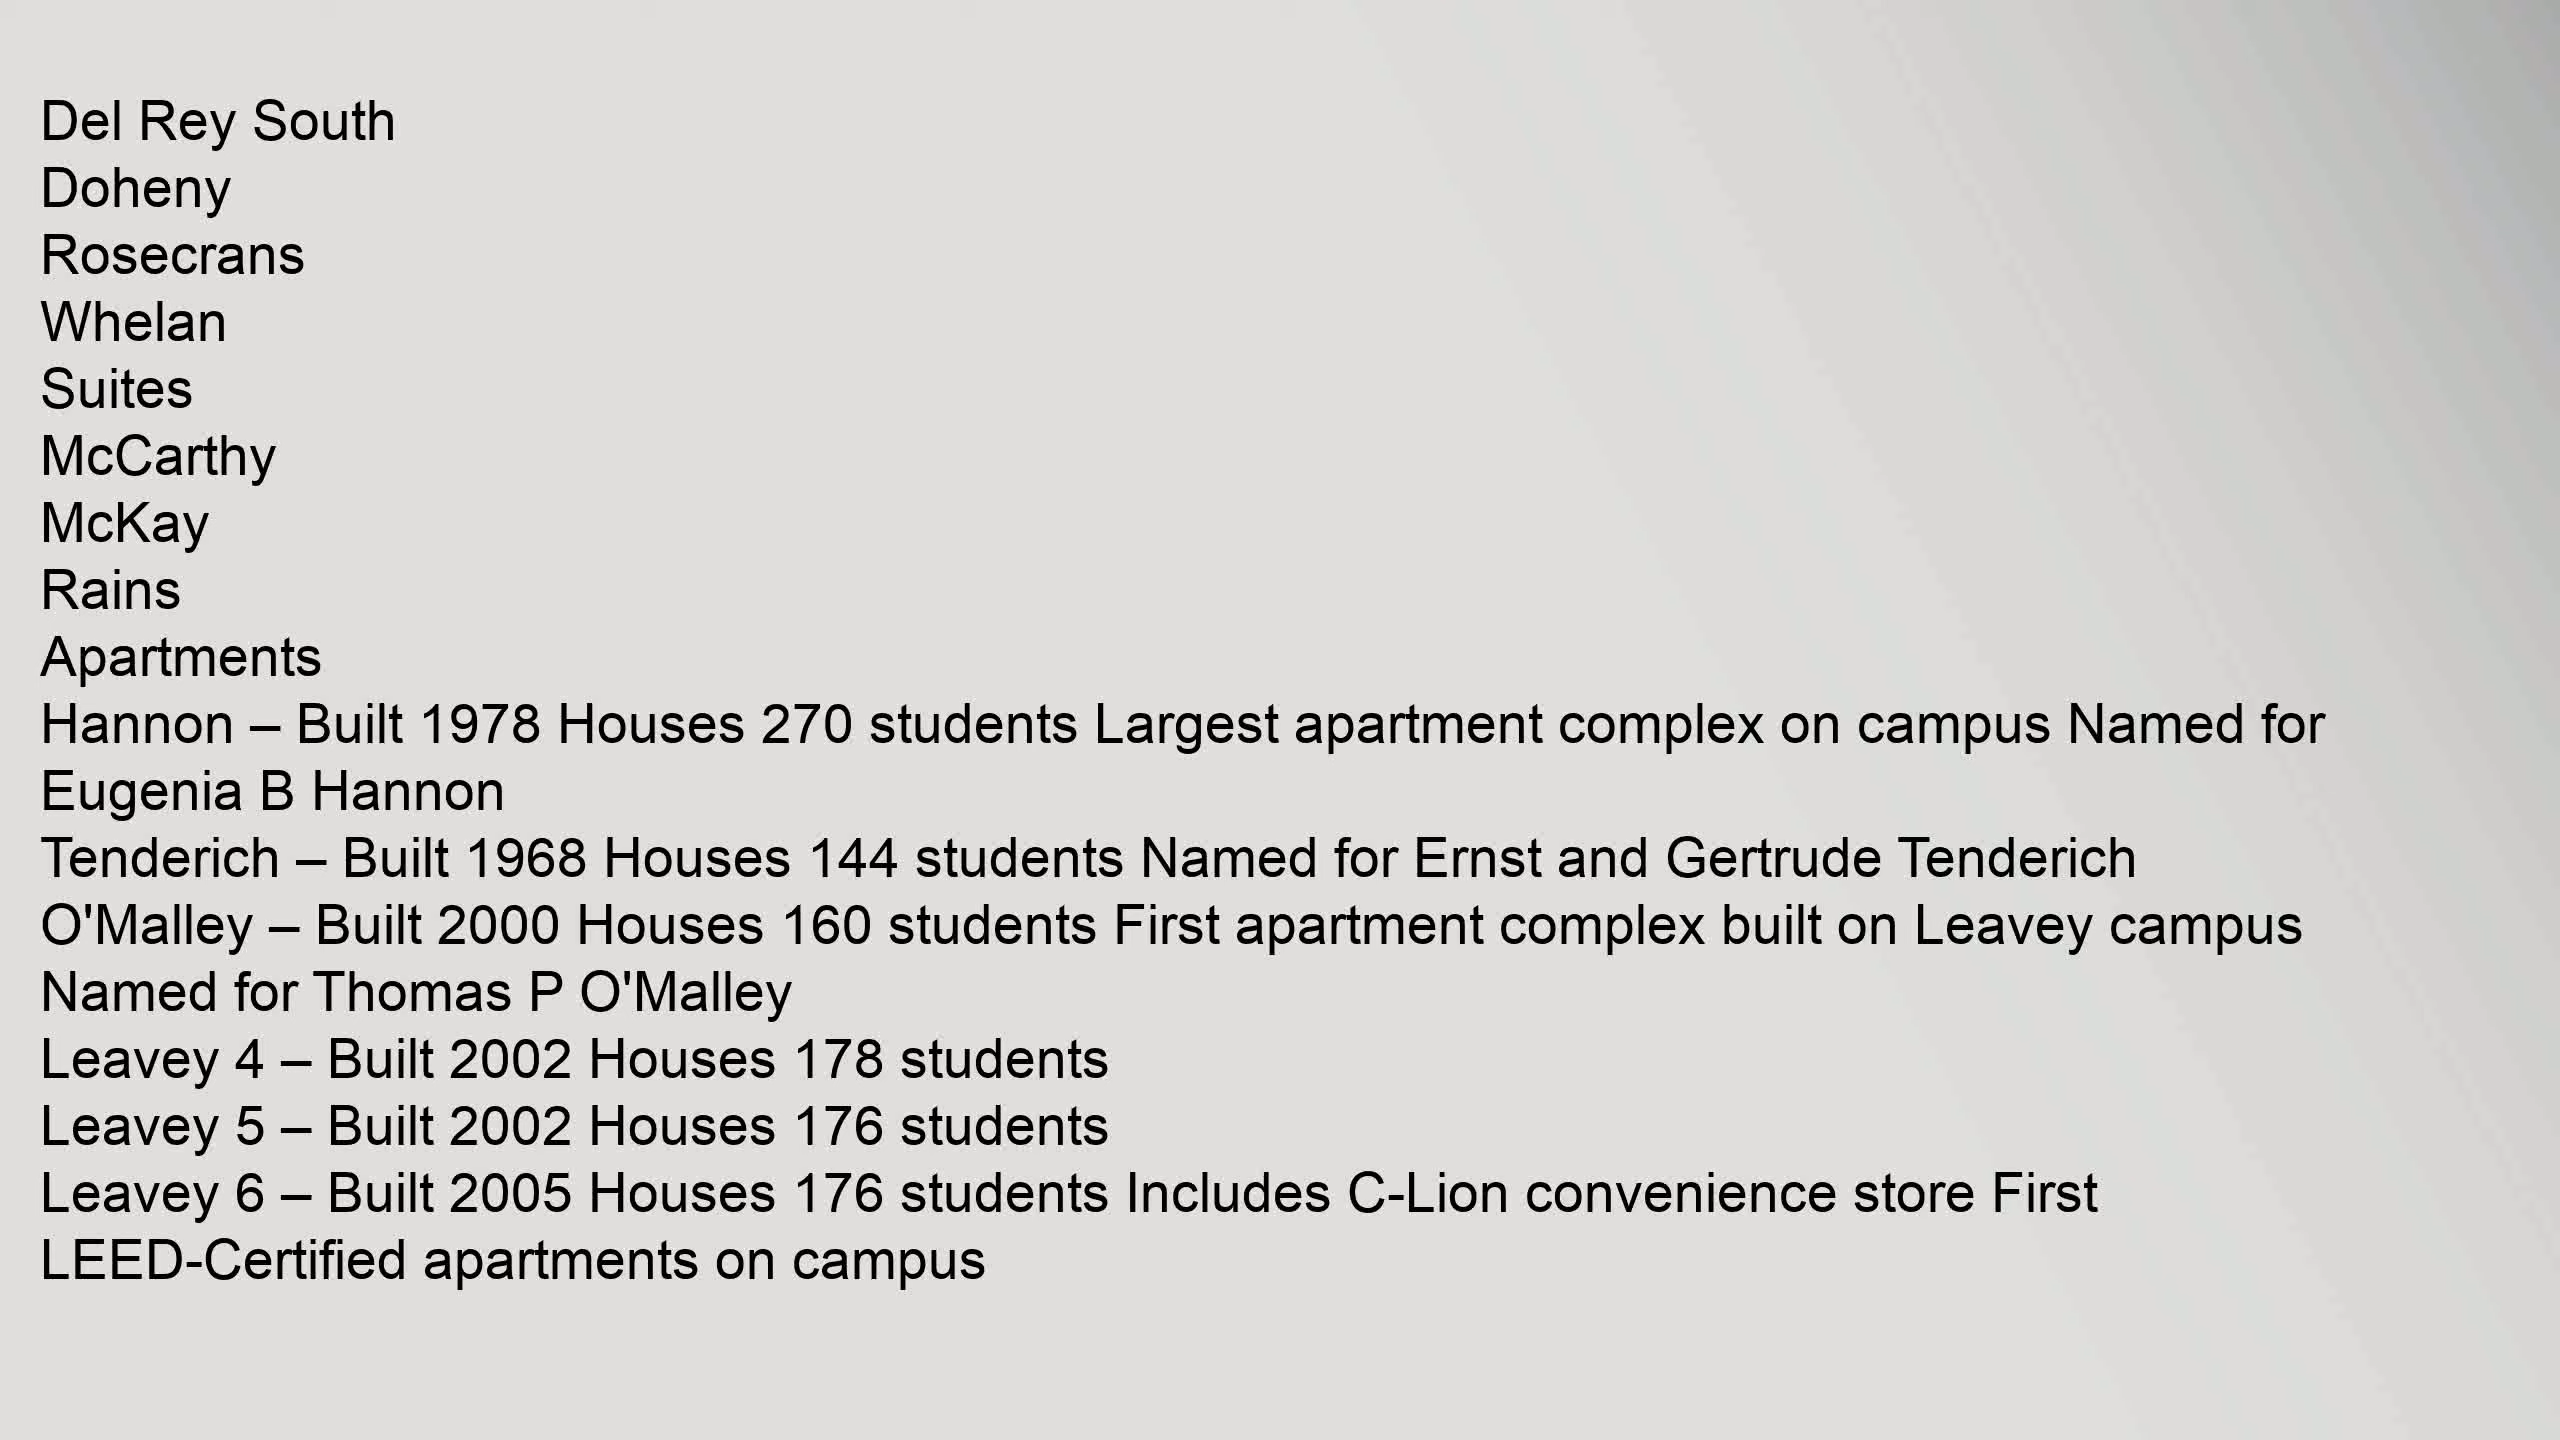 Del Rey South
Doheny
Rosecrans
Whelan
Suites
McCarthy
McKay
Rains
Apartments
Hannon – Built 1978 Houses 270 students Largest apartment complex on campus Named for
Eugenia B Hannon
Tenderich – Built 1968 Houses 144 students Named for Ernst and Gertrude Tenderich
O'Malley – Built 2000 Houses 160 students First apartment complex built on Leavey campus
Named for Thomas P O'Malley
Leavey 4 – Built 2002 Houses 178 students
Leavey 5 – Built 2002 Houses 176 students
Leavey 6 – Built 2005 Houses 176 students Includes C-Lion convenience store First
LEED-Certified apartments on campus